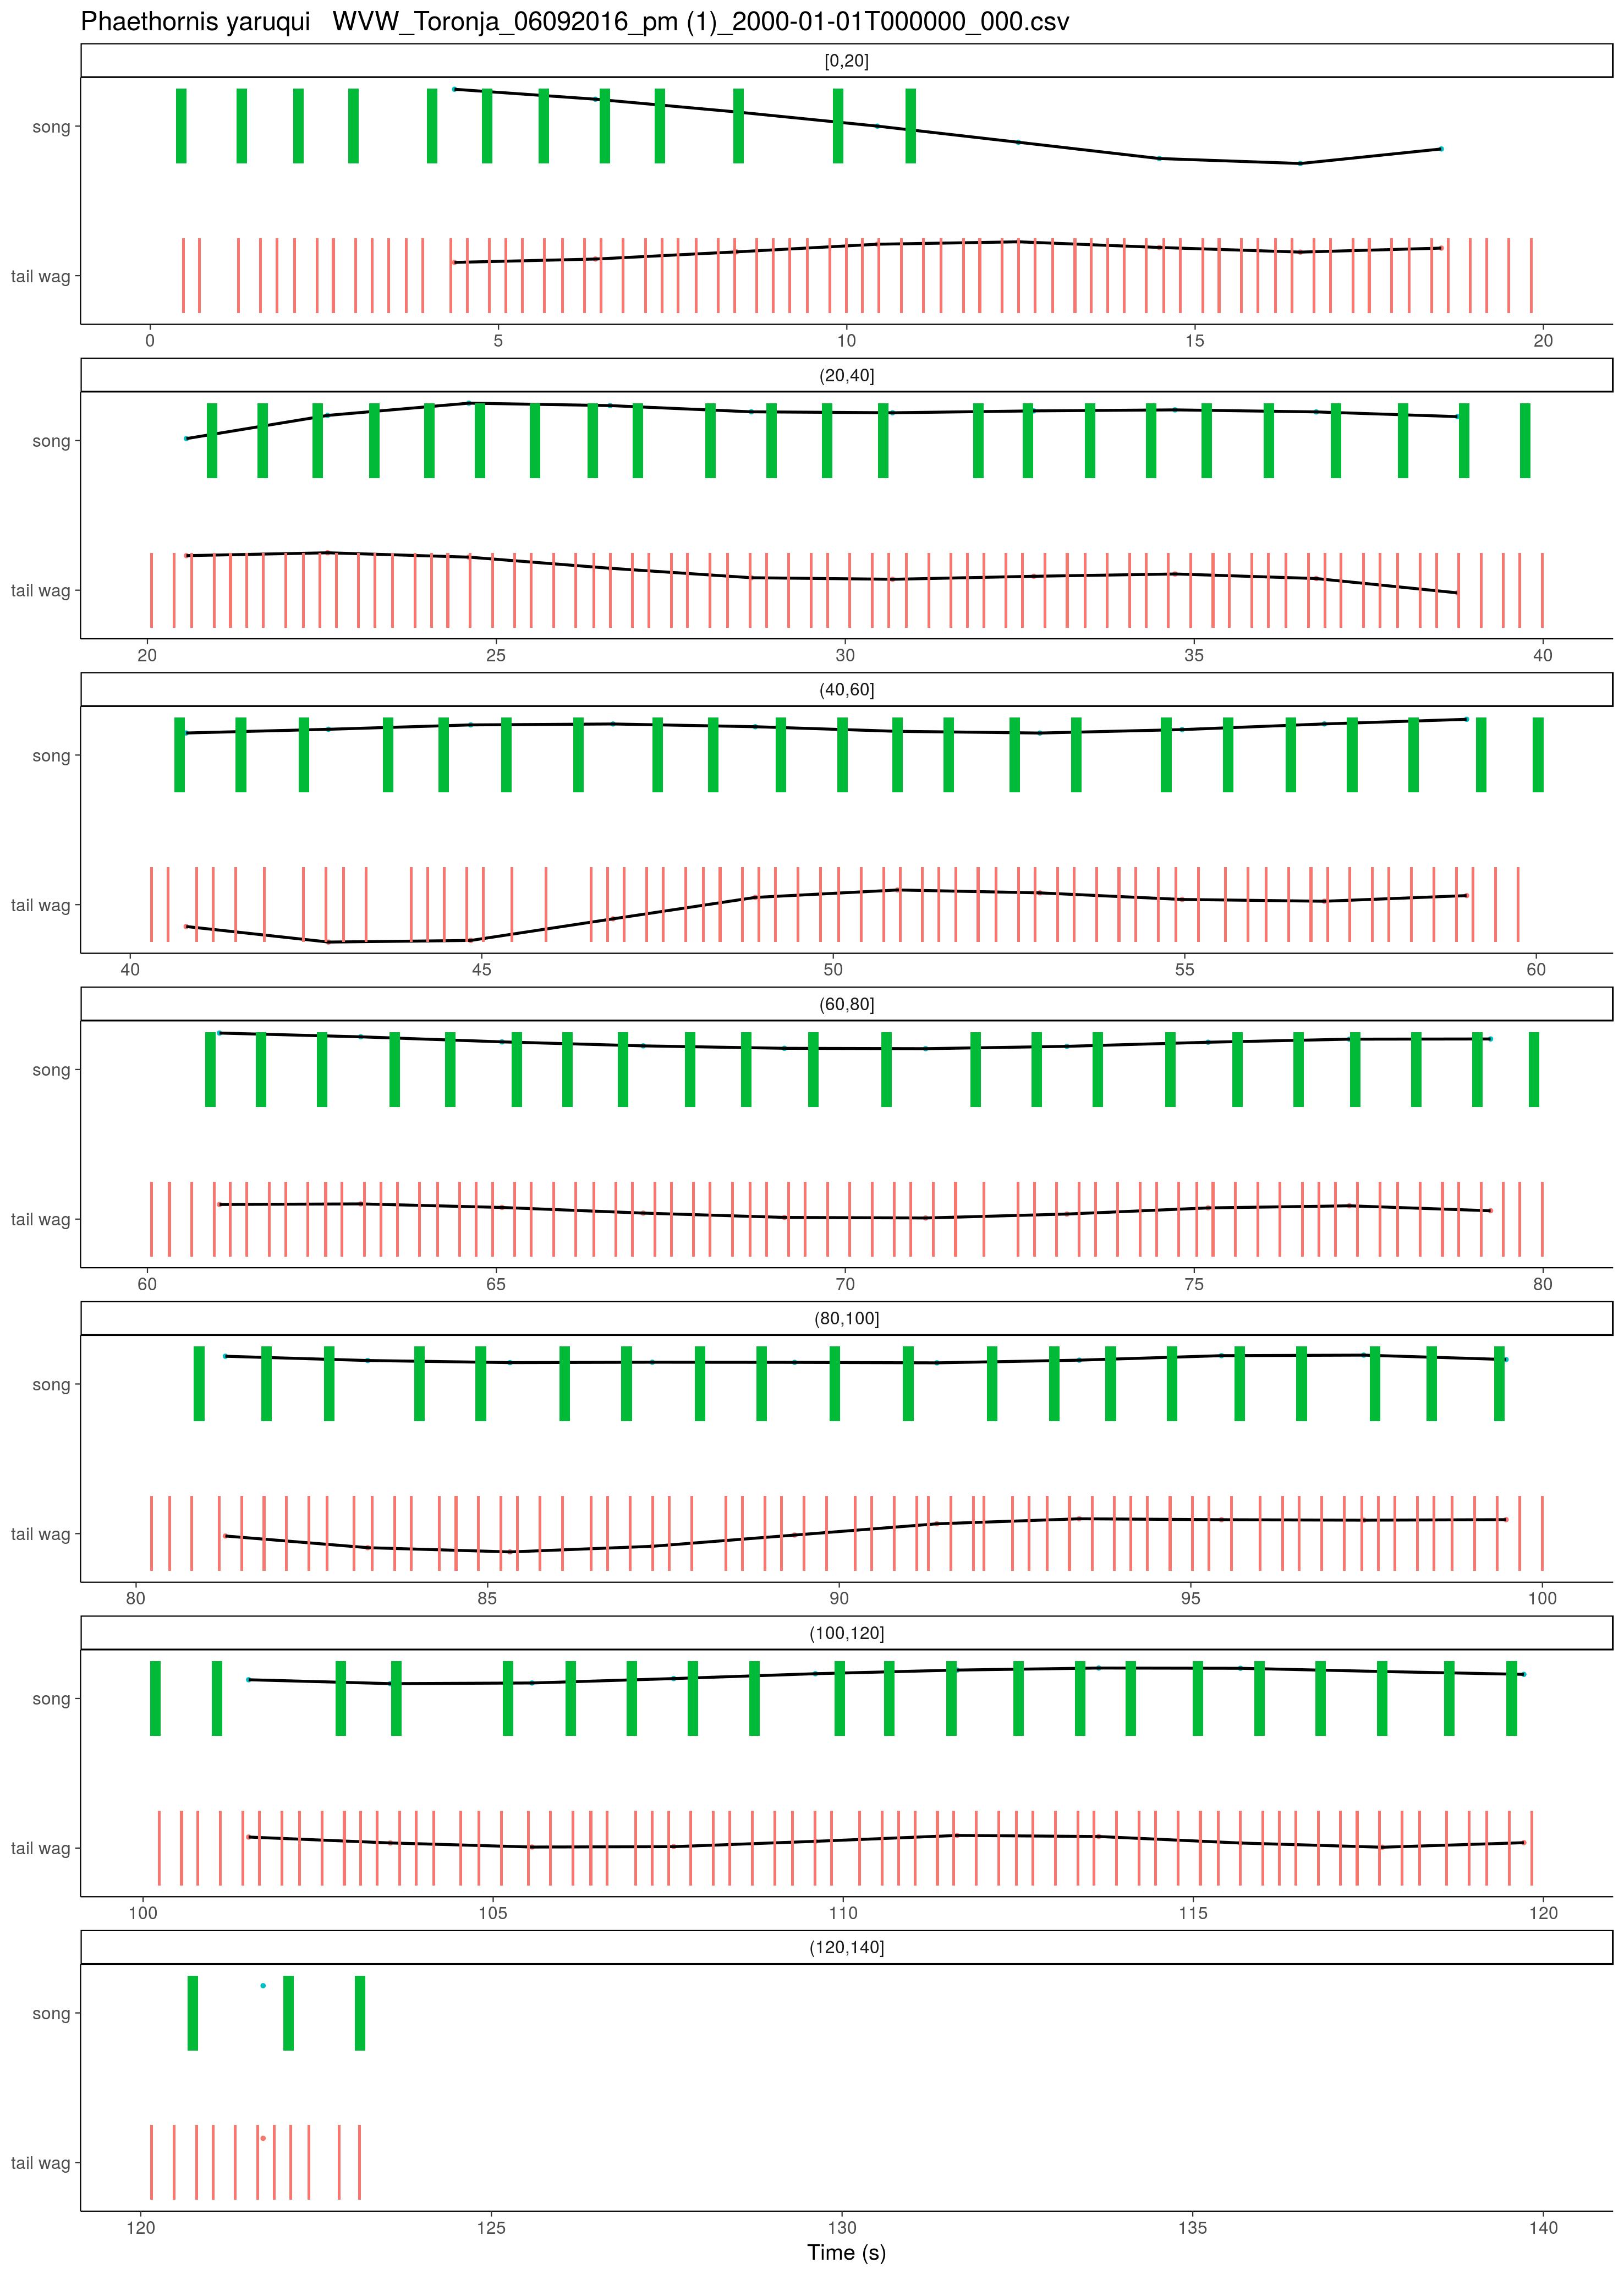 Phaethornis yaruqui   WVW_Toronja_06092016_pm (1)_2000-01-01T000000_000.csv
[0,20]
song
tail wag
0 5 10 15 20
(20,40]
song
tail wag
20 25 30 35 40
(40,60]
song
tail wag
40 45 50 55 60
(60,80]
song
tail wag
60 65 70 75 80
(80,100]
song
tail wag
80 85 90 95 100
(100,120]
song
tail wag
100 105 110 115 120
(120,140]
song
tail wag
120 125 130 135 140
Time (s)